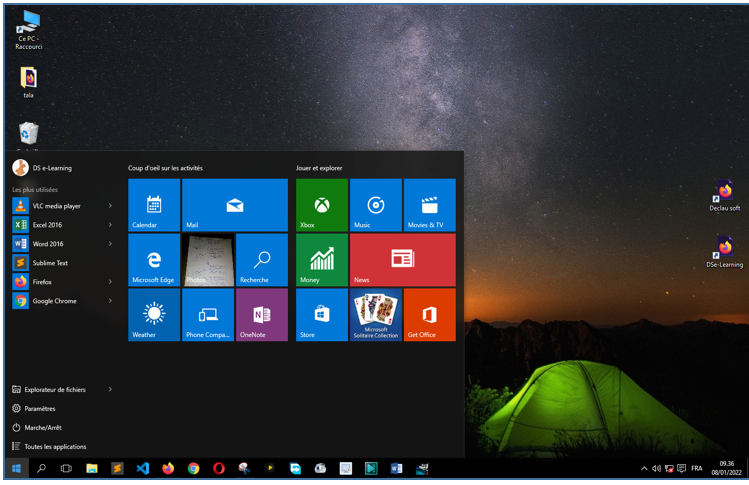 Ce PC -
Raccourci
tala
DS e-Learning
Les plus utilisées
VLC media player
Excel 2016
Word 2016
Sublime Text
Firefox
Google Chrome
Explorateur de fichiers
Paramètres
Marche/Arrêt
Toutes les applications
Coup d'oeil sur les activités
Calendar
Mail
Microsoft Edge
Photos
Recherche
Weather
Phone Compa...
OneNote
Jouer et explorer
Xbox
Music
Movies & TV
Money
News
Store
Microsoft
Solitaire Collection
Get Office
Declau soft
DSe-Learning
FRA
09.36
08/01/2022